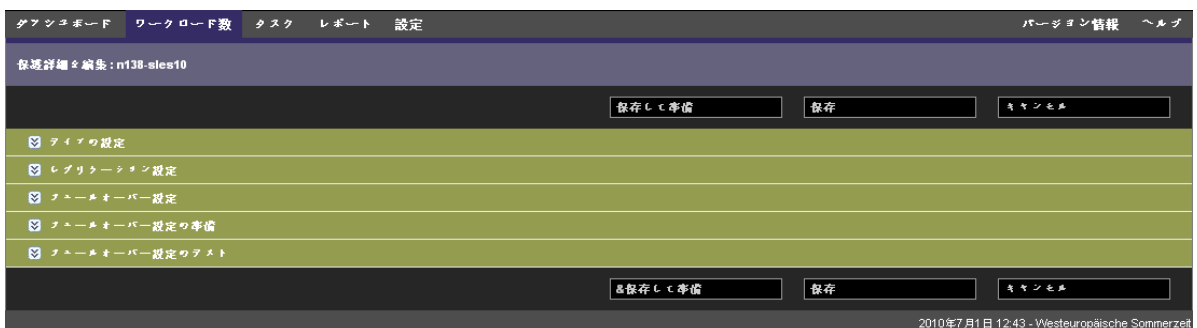 ダッシュボード ワークロード数 タスク レポート 設定 バージョン情報 ヘルプ
保護詳細を編集: n138-sles10
保存して準備 保存 キャンセル
ティアの設定
レプリケーション設定
フェールオーバー設定
フェールオーバー設定の準備
フェールオーバー設定のテスト
&保存して準備 保存 キャンセル
2010年7月1日 12:43 - Westeuropäische Sommerzeit